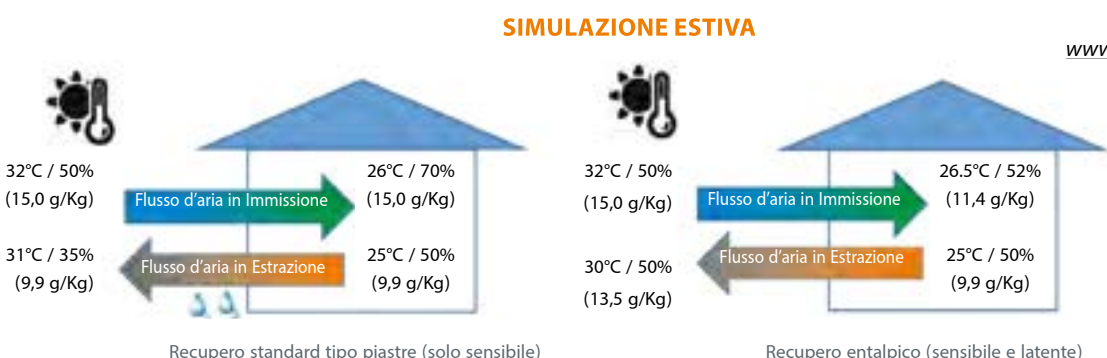 SIMULAZIONE ESTIVA
www
32°C / 50%
(15,0 g/Kg)
Flusso d’aria in Immissione
26°C / 70%
(15,0 g/Kg)
31°C / 35%
(9,9 g/Kg)
Flusso d’aria in Estrazione
25°C / 50%
(9,9 g/Kg)
Recupero standard tipo piastre (solo sensibile)
32°C / 50%
(15,0 g/Kg)
Flusso d’aria in Immissione
26.5°C / 52%
(11,4 g/Kg)
30°C / 50%
(13,5 g/Kg)
Flusso d’aria in Estrazione
25°C / 50%
(9,9 g/Kg)
Recupero entalpico (sensibile e latente)